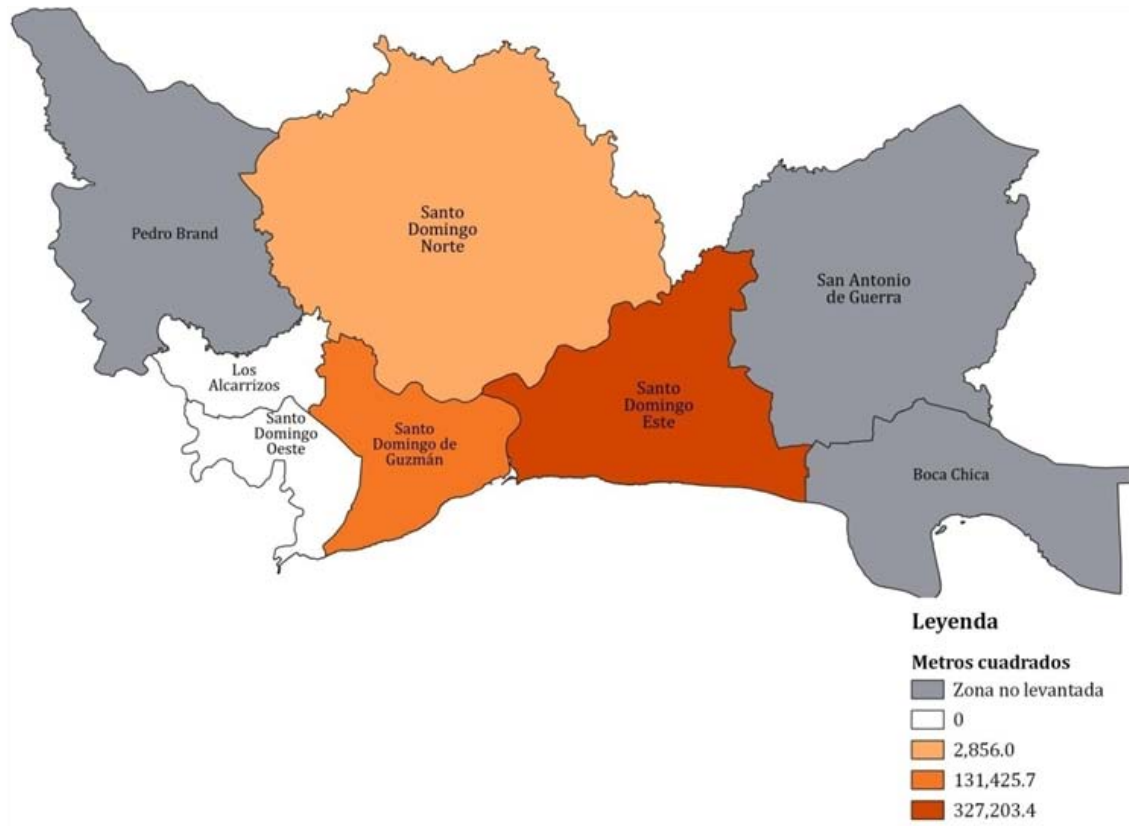 Santo
Domingo
Norte
Pedro Brand
San Antonio
de Guerra
Los
Alcarrizos
Santo
Domingo
Este
Santo
Domingo
Oeste
Santo
Domingo de
Guzmán
Boca Chica
Leyenda
Metros cuadrados
Zona no levantada
0
2,856.0
131,425.7
327,203.4